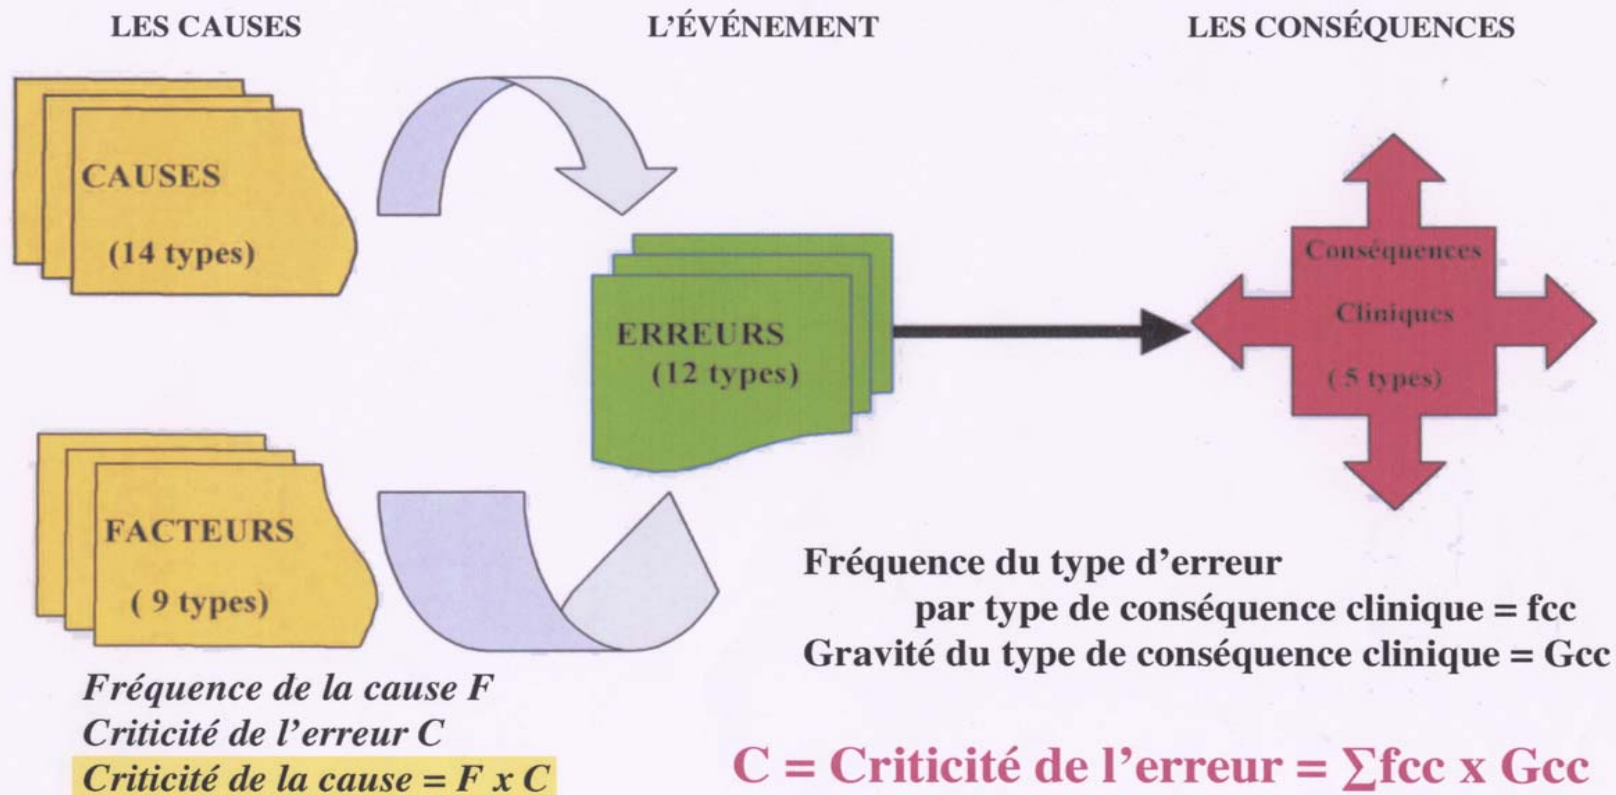 LES CAUSES
L'ÉVÉNEMENT
LES CONSÉQUENCES
CAUSES
(14 types)
ERREURS
(12 types)
Conséquences
Cliniques
( 5 types)
FACTEURS
( 9 types)
Fréquence de la cause F
Criticité de l'erreur C
Criticité de la cause = F x C
Fréquence du type d'erreur
par type de conséquence clinique = fcc
Gravité du type de conséquence clinique = Gcc
C = Criticité de l'erreur = ∑fcc x Gcc